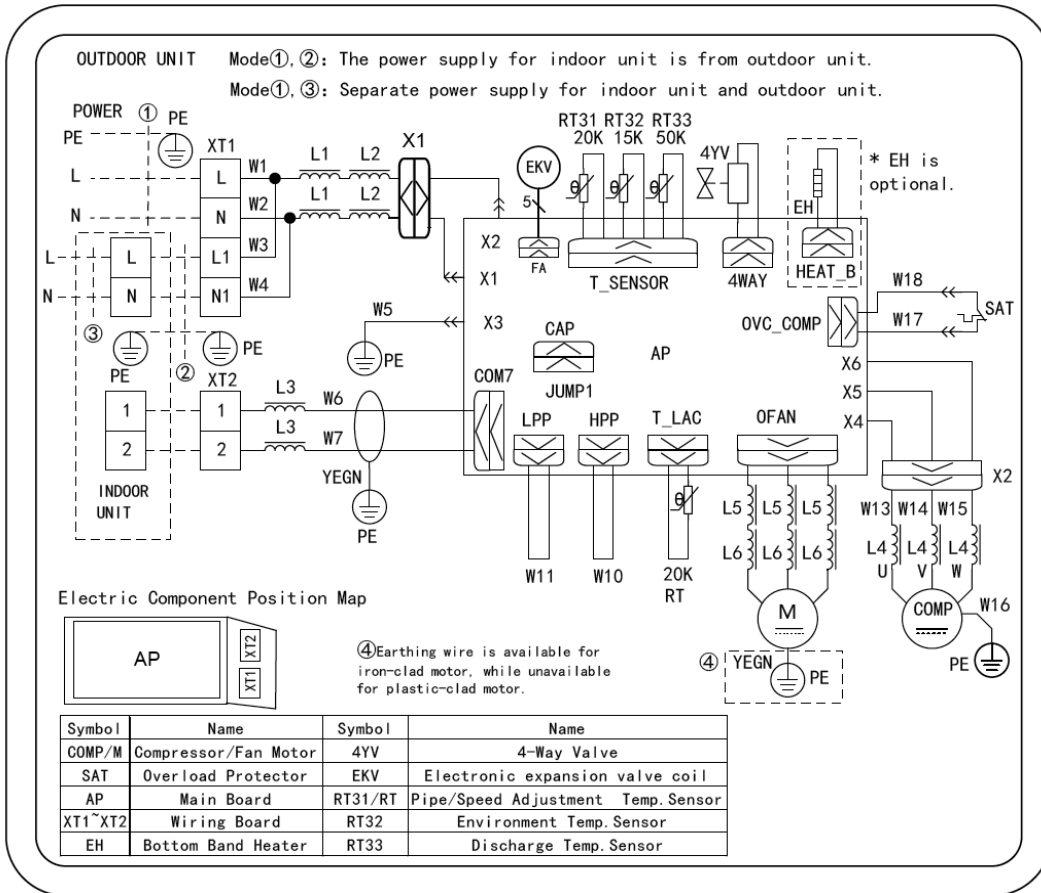 OUTDOOR UNIT Mode①,②: The power supply for indoor unit is from outdoor unit.
Mode①,③: Separate power supply for indoor unit and outdoor unit.
POWER ① PE
PE
XT1
L
N
L W1
N W2
L1 W3
N1 W4
L1 L2
L1 L2
X1
EKV
5
FA
RT31 RT32 RT33
20K 15K 50K
θ θ θ
T_SENSOR
4YV
4WAY
EH
HEAT_B
* EH is
optional.
X2
X1
X3
W5
PE
L L
N N
③
PE
②
PE
XT2
1 1
2 2
INDOOR
UNIT
L3 W6
L3 W7
YEGN
PE
COM7
CAP
JUMP1
AP
OVC_COMP
W18
W17
SAT
X6
X5
X4
LPP HPP T_LAC OFAN
W11 W10
θ
20K
RT
L5 L5 L5
L6 L6 L6
M
④ YEGN
PE
X2
W13 W14 W15
L4 L4 L4
U V W
COMP
W16
PE
Electric Component Position Map
AP
XT2
XT1
④Earthing wire is available for
iron-clad motor, while unavailable
for plastic-clad motor.
Symbol Name Symbol Name
COMP/M Compressor/Fan Motor 4YV 4-Way Valve
SAT Overload Protector EKV Electronic expansion valve coil
AP Main Board RT31/RT Pipe/Speed Adjustment Temp.Sensor
XT1~XT2 Wiring Board RT32 Environment Temp.Sensor
EH Bottom Band Heater RT33 Discharge Temp.Sensor